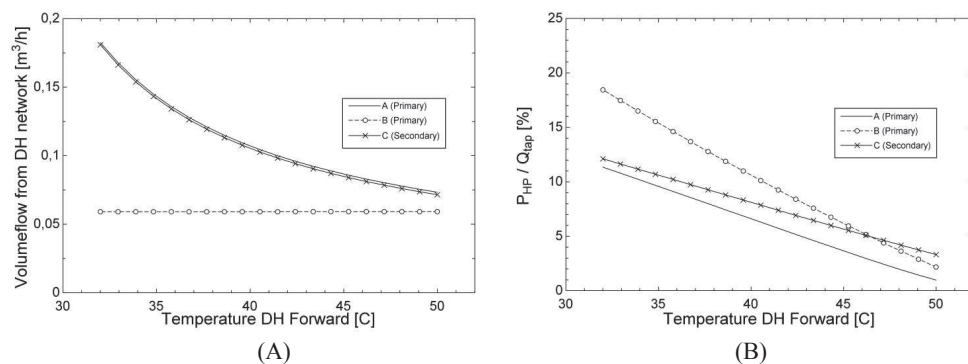 0,2
0,15
0,1
0,05
0
30
35
40
45
50
Volumeflow from DH network [m³/h]
Temperature DH Forward [C]
A (Primary)
B (Primary)
C (Secondary)
(A)
25
20
15
10
5
0
30
35
40
45
50
P_HP / Q_tap [%]
Temperature DH Forward [C]
A (Primary)
B (Primary)
C (Secondary)
(B)